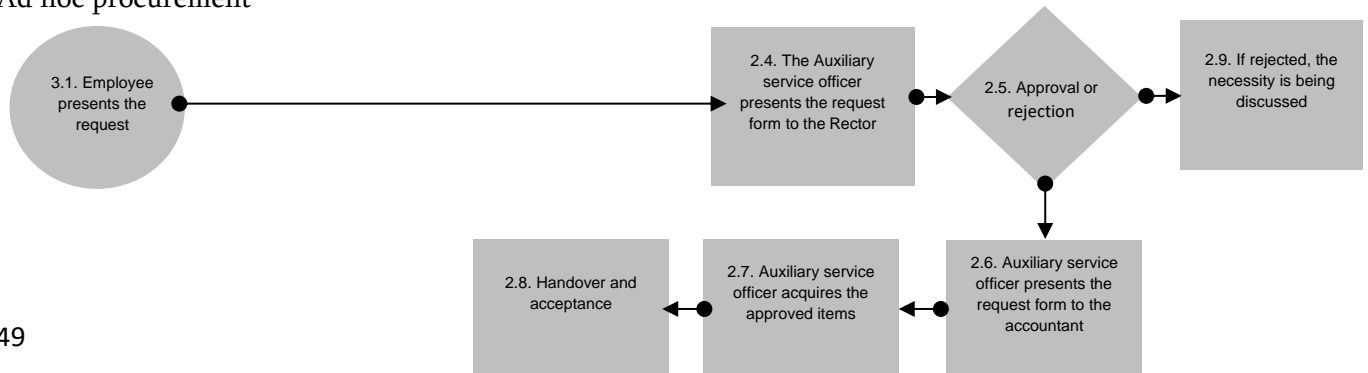 Ad hoc procurement
3.1. Employee
presents the
request
2.4. The Auxiliary
service officer
presents the request
form to the Rector
2.5. Approval or
rejection
2.9. If rejected, the
necessity is being
discussed
2.8. Handover and
acceptance
2.7. Auxiliary service
officer acquires the
approved items
2.6. Auxiliary service
officer presents the
request form to the
accountant
49